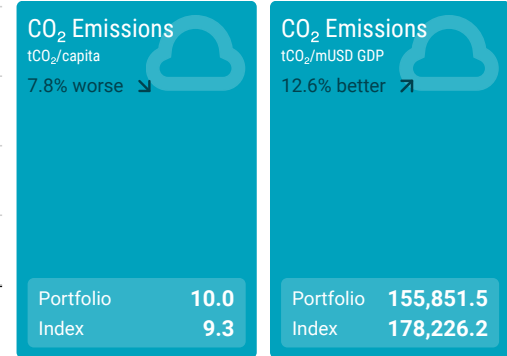 CO₂ Emissions
tCO₂/capita
7.8% worse
Portfolio 10.0
Index 9.3
CO₂ Emissions
tCO₂/mUSD GDP
12.6% better
Portfolio 155,851.5
Index 178,226.2